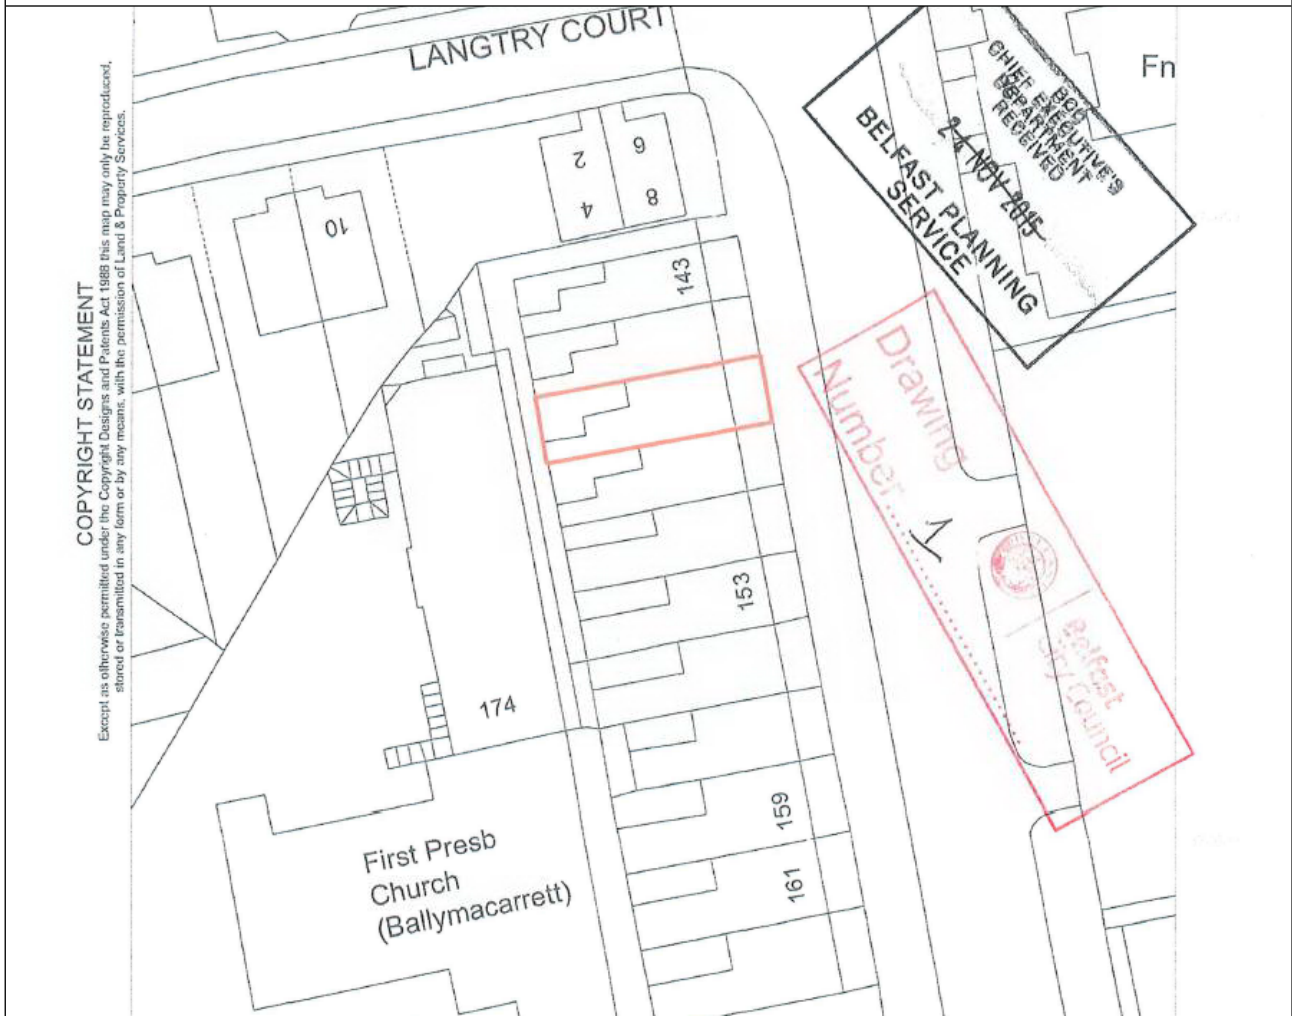 LANGTRY COURT
Fn
COPYRIGHT STATEMENT
Except as otherwise permitted under the Copyright Designs and Patents Act 1988 this map may only be reproduced,
stored or transmitted in any form or by any means, with the permission of Land & Property Services.
BCC
CHIEF EXECUTIVE'S
DEPARTMENT
RECEIVED
24 NOV 2015
BELFAST PLANNING
SERVICE
2
6
4
8
10
143
Drawing
Number
1
Belfast
City Council
153
174
159
161
First Presb
Church
(Ballymacarrett)